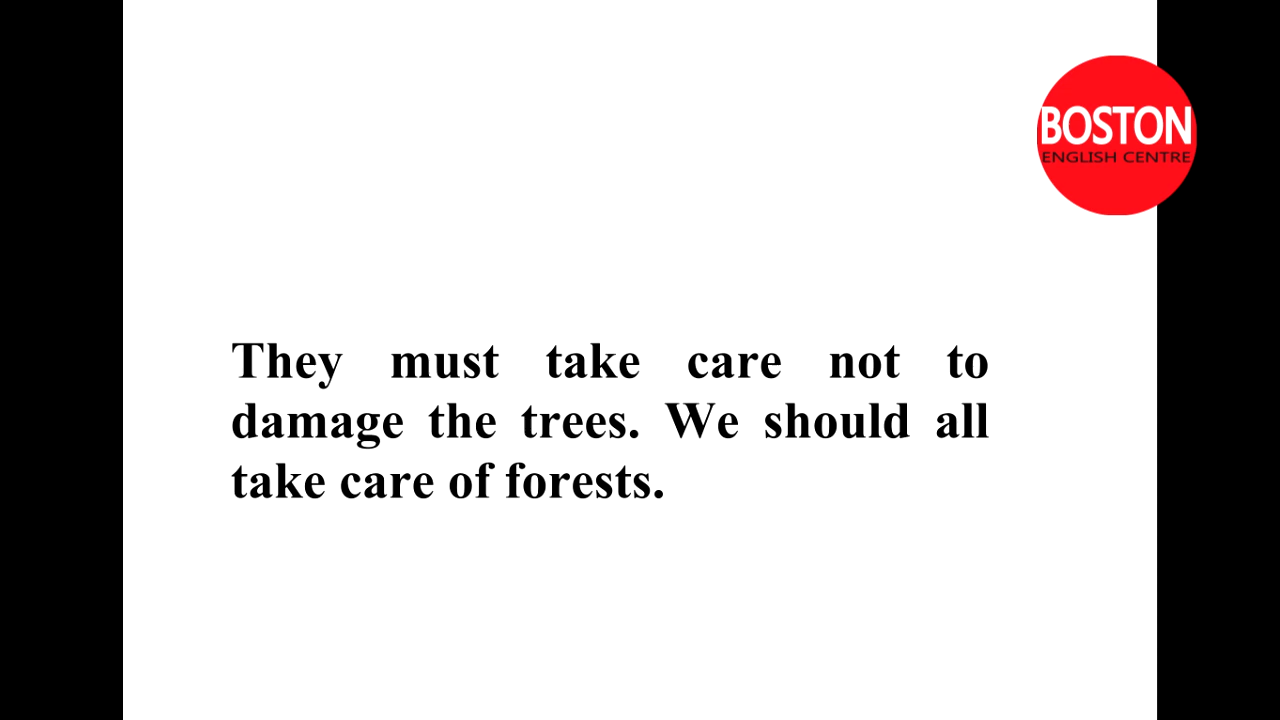 BOSTON
ENGLISH CENTRE
They must take care not to
damage the trees. We should all
take care of forests.